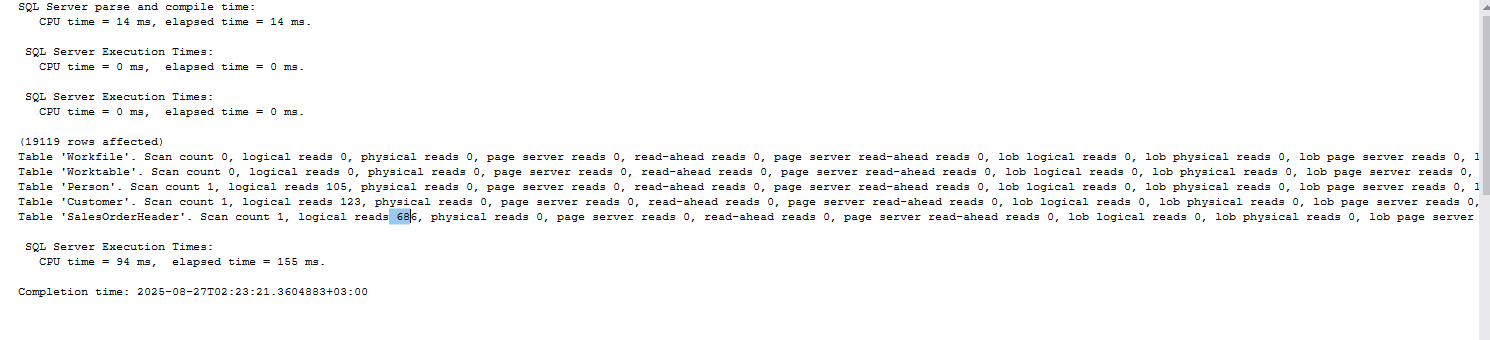 SQL Server parse and compile time:
CPU time = 14 ms, elapsed time = 14 ms.
SQL Server Execution Times:
CPU time = 0 ms,  elapsed time = 0 ms.
SQL Server Execution Times:
CPU time = 0 ms,  elapsed time = 0 ms.
(19119 rows affected)
Table 'Workfile'. Scan count 0, logical reads 0, physical reads 0, page server reads 0, read-ahead reads 0, page server read-ahead reads 0, lob logical reads 0, lob physical reads 0, lob page server reads 0, l
Table 'Worktable'. Scan count 0, logical reads 0, physical reads 0, page server reads 0, read-ahead reads 0, page server read-ahead reads 0, lob logical reads 0, lob physical reads 0, lob page server reads 0,
Table 'Person'. Scan count 1, logical reads 105, physical reads 0, page server reads 0, read-ahead reads 0, page server read-ahead reads 0, lob logical reads 0, lob physical reads 0, lob page server reads 0, l
Table 'Customer'. Scan count 1, logical reads 123, physical reads 0, page server reads 0, read-ahead reads 0, page server read-ahead reads 0, lob logical reads 0, lob physical reads 0, lob page server reads 0,
Table 'SalesOrderHeader'. Scan count 1, logical reads 686, physical reads 0, page server reads 0, read-ahead reads 0, page server read-ahead reads 0, lob logical reads 0, lob physical reads 0, lob page server
SQL Server Execution Times:
CPU time = 94 ms,  elapsed time = 155 ms.
Completion time: 2025-08-27T02:23:21.3604883+03:00